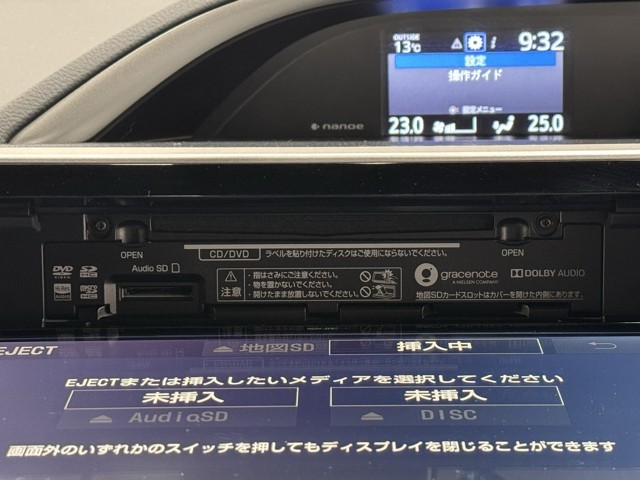 OUTSIDE
13℃
9:32
設定
操作ガイド
設定メニュー
nanoe
23.0
25.0
OPEN
CD/DVD ラベルを貼り付けたディスクはご使用にならないでください。
OPEN
Audio SD
DVD
VIDEO
SD
HC
Hi-Res
AUDIO
micro
SD
HC
注意
・指はさみにご注意ください。
・物を置かないでください。
・開けたまま放置しないでください。
gracenote
A NIELSEN COMPANY
DOLBY AUDIO
地図SDカードスロットはカバーを開けた内側にあります。
EJECT
地図SD
挿入中
EJECTまたは挿入したいメディアを選択してください
未挿入
未挿入
AudioSD
DISC
画面外のいずれかのスイッチを押してもディスプレイを閉じることができます